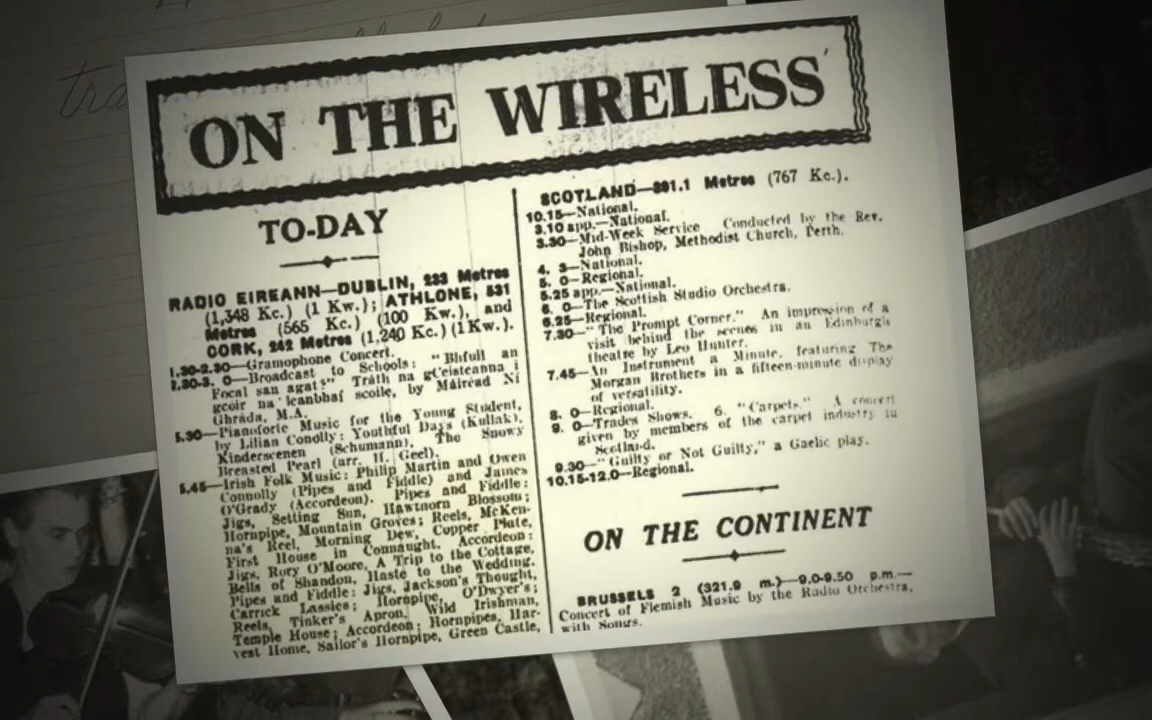 tra
ON THE WIRELESS
TO-DAY
RADIO EIREANN—DUBLIN, 233 Metres
(1,348 Kc.) (1 Kw.); ATHLONE, 531
Metres (565 Kc.) (100 Kw.), and
CORK, 242 Metres (1,240 Kc.) (1 Kw.).
1.30-2.30—Gramophone Concert.
2.30-3. 0—Broadcast to Schools: "Bhfuil an
Focal san agat?" Tráth na gCeisteanna i
gcóir na leanbhaí scoile, by Máiréad Ní
Ghráda, M.A.
5.30—Pianoforte Music for the Young Student,
by Lilian Conolly: Youthful Days (Kullak),
Kinderscenen (Schumann), The Snowy
Breasted Pearl (arr. H. Geel).
5.45—Irish Folk Music: Philip Martin and Owen
Connolly (Pipes and Fiddle) and James
O'Grady (Accordeon). Pipes and Fiddle:
Jigs, Setting Sun, Hawthorn Blossom;
Hornpipe, Mountain Groves; Reels, McKen-
na's Reel, Morning Dew, Copper Plate,
First House in Connaught. Accordeon:
Jigs, Rory O'Moore, A Trip to the Cottage,
Bells of Shandon, Haste to the Wedding.
Pipes and Fiddle: Jigs, Jackson's Thought,
Carrick Lassies; Hornpipe, O'Dwyer's;
Reels, Tinker's Apron, Wild Irishman,
Temple House; Accordeon: Hornpipes, Har-
vest Home, Sailor's Hornpipe, Green Castle,
SCOTLAND—391.1 Metres (767 Kc.).
10.15—National.
3.10 app.—National.
3.30—Mid-Week Service Conducted by the Rev.
John Bishop, Methodist Church, Perth.
4. 3—National.
5. 0—Regional.
5.25 app.—National.
6. 0—The Scottish Studio Orchestra.
6.25—Regional.
7.30—"The Prompt Corner." An impression of a
visit behind the scenes in an Edinburgh
theatre by Leo Hunter.
7.45—An Instrument a Minute, featuring The
Morgan Brothers in a fifteen-minute display
of versatility.
8. 0—Regional.
9. 0—Trades Shows. 6. "Carpets." A concert
given by members of the carpet industry in
Scotland.
9.30—"Guilty or Not Guilty," a Gaelic play.
10.15-12.0—Regional.
ON THE CONTINENT
BRUSSELS 2 (321.9 m.)—9.0-9.50 p.m.—
Concert of Flemish Music by the Radio Orchestra,
with Songs.